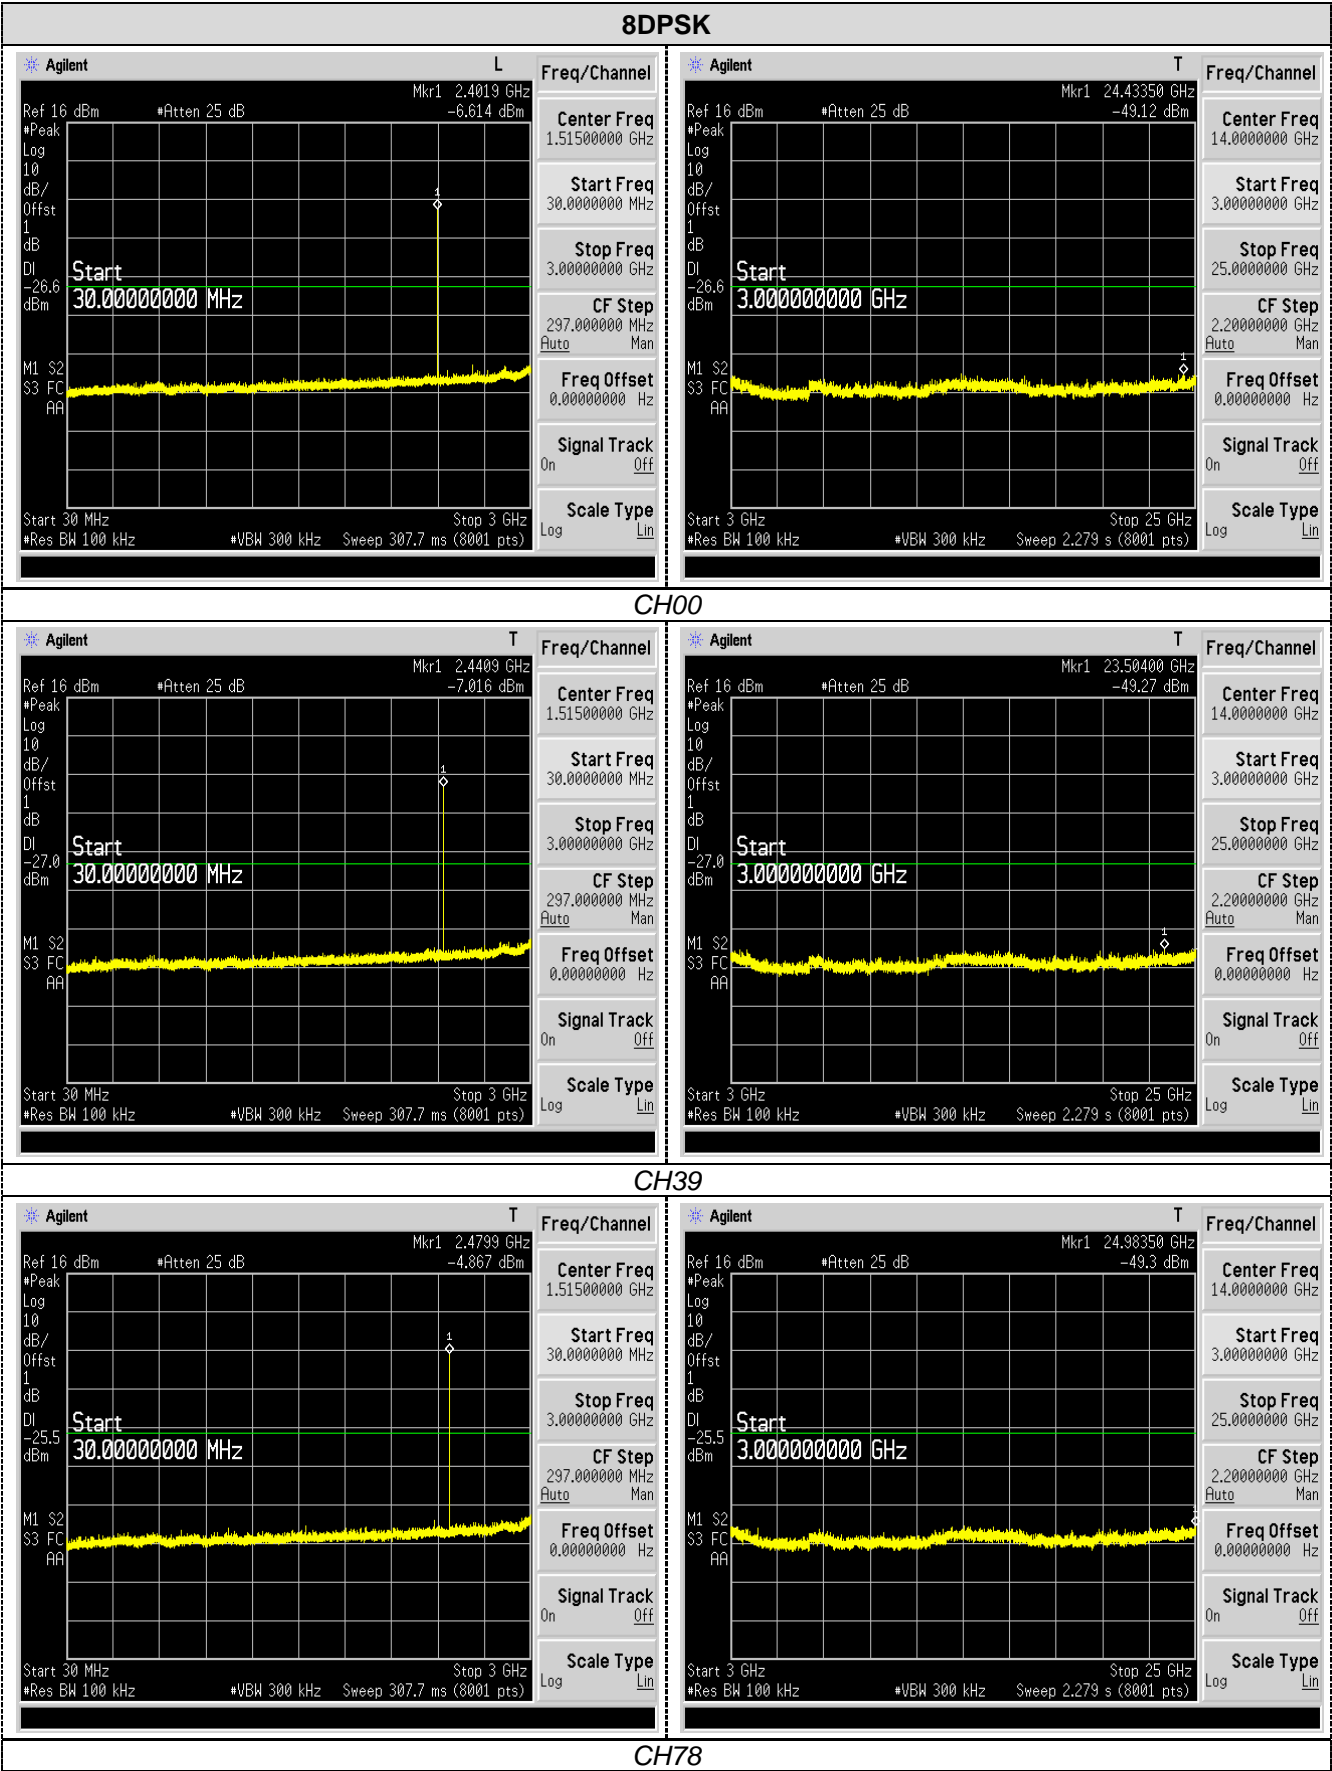 8DPSK
Agilent L
Mkr1 2.4019 GHz
Ref 16 dBm #Atten 25 dB -6.614 dBm
#Peak
Log
10
dB/
Offst
1
dB
DI
-26.6
dBm
M1 S2
S3 FC
AA
1
Start
30.00000000 MHz
Start 30 MHz Stop 3 GHz
#Res BW 100 kHz #VBW 300 kHz Sweep 307.7 ms (8001 pts)
Freq/Channel
Center Freq
1.51500000 GHz
Start Freq
30.0000000 MHz
Stop Freq
3.00000000 GHz
CF Step
297.000000 MHz
Auto Man
Freq Offset
0.00000000 Hz
Signal Track
On Off
Scale Type
Log Lin
Agilent T
Mkr1 24.43350 GHz
Ref 16 dBm #Atten 25 dB -49.12 dBm
#Peak
Log
10
dB/
Offst
1
dB
DI
-26.6
dBm
M1 S2
S3 FC
AA
1
Start
3.000000000 GHz
Start 3 GHz Stop 25 GHz
#Res BW 100 kHz #VBW 300 kHz Sweep 2.279 s (8001 pts)
Freq/Channel
Center Freq
14.0000000 GHz
Start Freq
3.00000000 GHz
Stop Freq
25.0000000 GHz
CF Step
2.20000000 GHz
Auto Man
Freq Offset
0.00000000 Hz
Signal Track
On Off
Scale Type
Log Lin
CH00
Agilent T
Mkr1 2.4409 GHz
Ref 16 dBm #Atten 25 dB -7.016 dBm
#Peak
Log
10
dB/
Offst
1
dB
DI
-27.0
dBm
M1 S2
S3 FC
AA
1
Start
30.00000000 MHz
Start 30 MHz Stop 3 GHz
#Res BW 100 kHz #VBW 300 kHz Sweep 307.7 ms (8001 pts)
Freq/Channel
Center Freq
1.51500000 GHz
Start Freq
30.0000000 MHz
Stop Freq
3.00000000 GHz
CF Step
297.000000 MHz
Auto Man
Freq Offset
0.00000000 Hz
Signal Track
On Off
Scale Type
Log Lin
Agilent T
Mkr1 23.50400 GHz
Ref 16 dBm #Atten 25 dB -49.27 dBm
#Peak
Log
10
dB/
Offst
1
dB
DI
-27.0
dBm
M1 S2
S3 FC
AA
1
Start
3.000000000 GHz
Start 3 GHz Stop 25 GHz
#Res BW 100 kHz #VBW 300 kHz Sweep 2.279 s (8001 pts)
Freq/Channel
Center Freq
14.0000000 GHz
Start Freq
3.00000000 GHz
Stop Freq
25.0000000 GHz
CF Step
2.20000000 GHz
Auto Man
Freq Offset
0.00000000 Hz
Signal Track
On Off
Scale Type
Log Lin
CH39
Agilent T
Mkr1 2.4799 GHz
Ref 16 dBm #Atten 25 dB -4.867 dBm
#Peak
Log
10
dB/
Offst
1
dB
DI
-25.5
dBm
M1 S2
S3 FC
AA
1
Start
30.00000000 MHz
Start 30 MHz Stop 3 GHz
#Res BW 100 kHz #VBW 300 kHz Sweep 307.7 ms (8001 pts)
Freq/Channel
Center Freq
1.51500000 GHz
Start Freq
30.0000000 MHz
Stop Freq
3.00000000 GHz
CF Step
297.000000 MHz
Auto Man
Freq Offset
0.00000000 Hz
Signal Track
On Off
Scale Type
Log Lin
Agilent T
Mkr1 24.98350 GHz
Ref 16 dBm #Atten 25 dB -49.3 dBm
#Peak
Log
10
dB/
Offst
1
dB
DI
-25.5
dBm
M1 S2
S3 FC
AA
1
Start
3.000000000 GHz
Start 3 GHz Stop 25 GHz
#Res BW 100 kHz #VBW 300 kHz Sweep 2.279 s (8001 pts)
Freq/Channel
Center Freq
14.0000000 GHz
Start Freq
3.00000000 GHz
Stop Freq
25.0000000 GHz
CF Step
2.20000000 GHz
Auto Man
Freq Offset
0.00000000 Hz
Signal Track
On Off
Scale Type
Log Lin
CH78